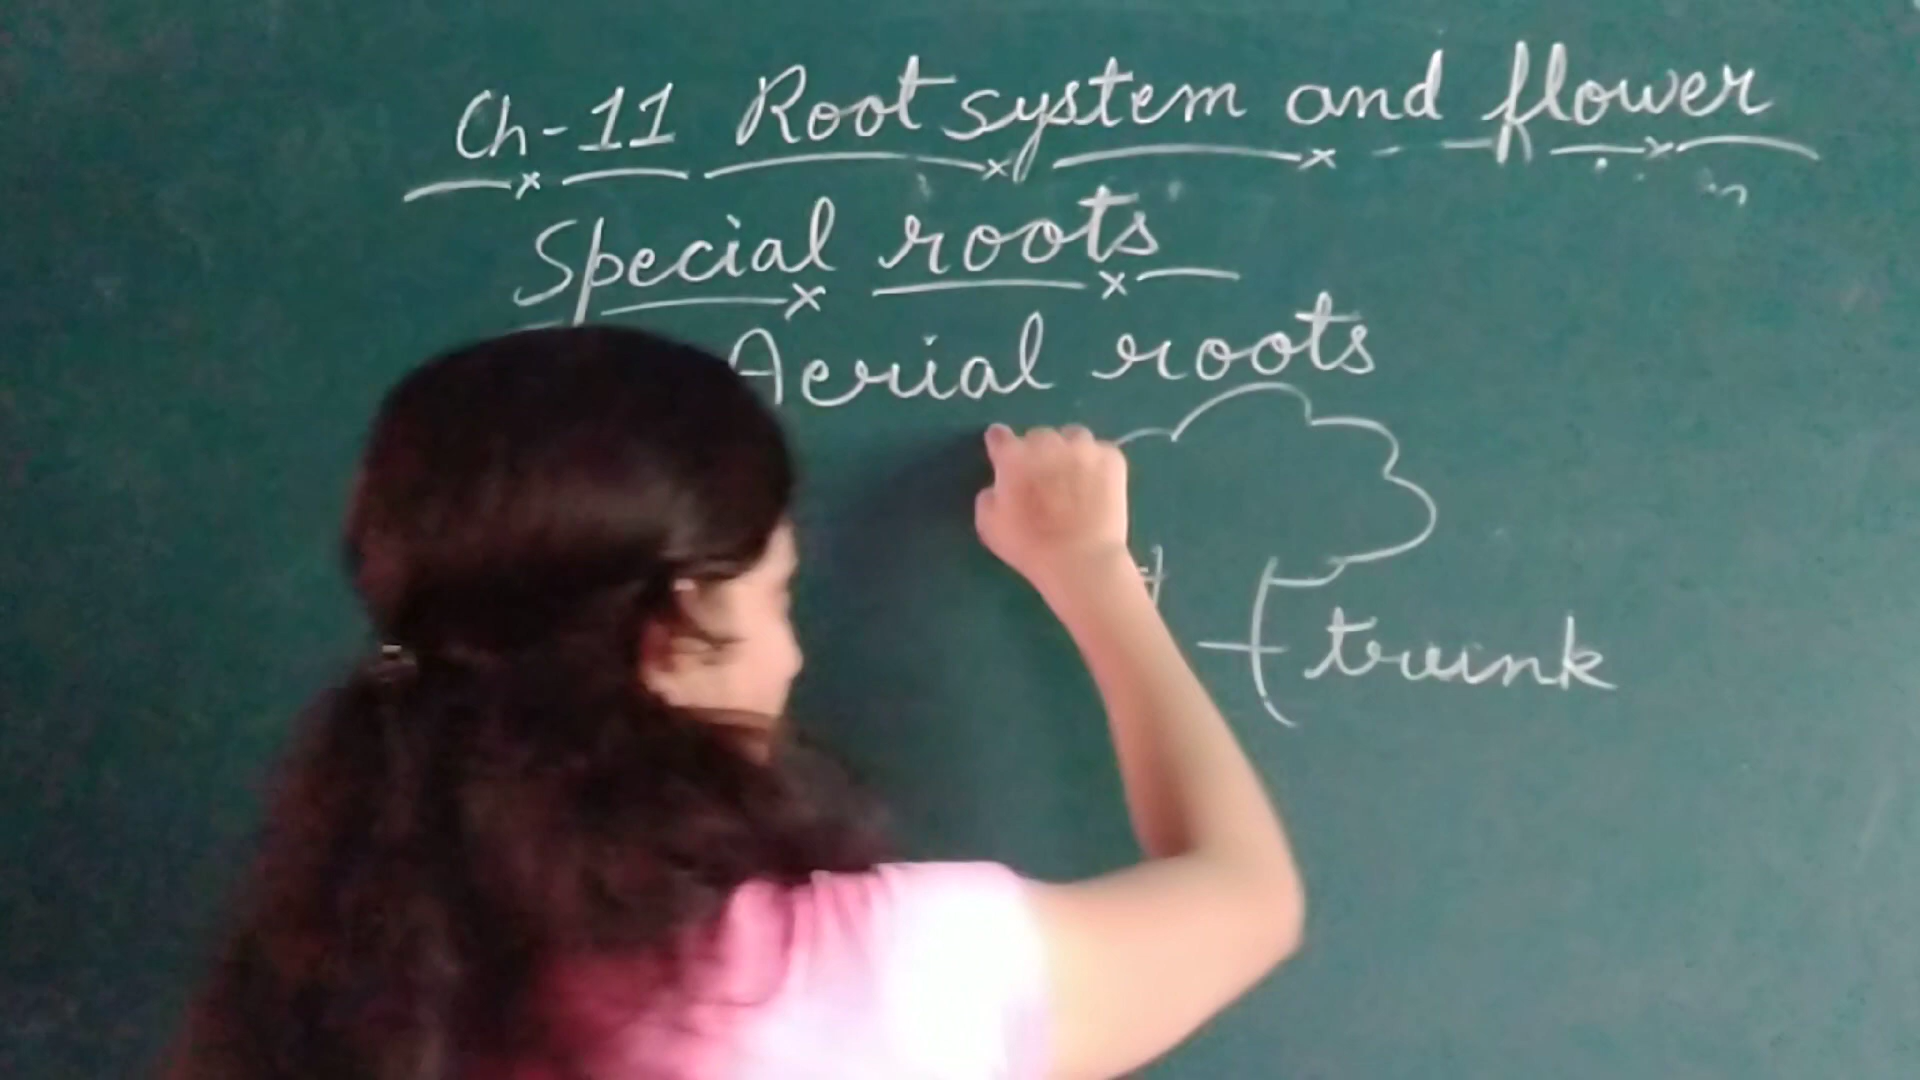 Ch-11 Root system and flower
Special roots
Aerial roots
trunk